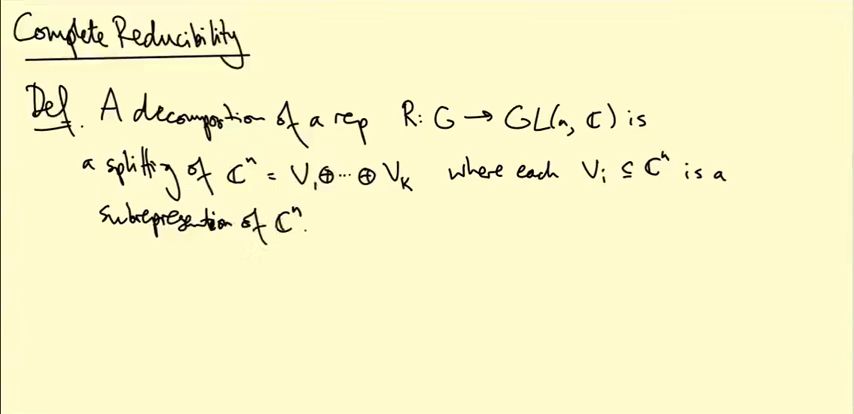 Complete Reducibility
Def. A decompostion of a rep R: G → GL(n, ℂ) is
a splitting of ℂⁿ = V₁⊕⋯⊕ Vₖ where each Vᵢ ⊆ ℂⁿ is a
subrepresentation of ℂⁿ.